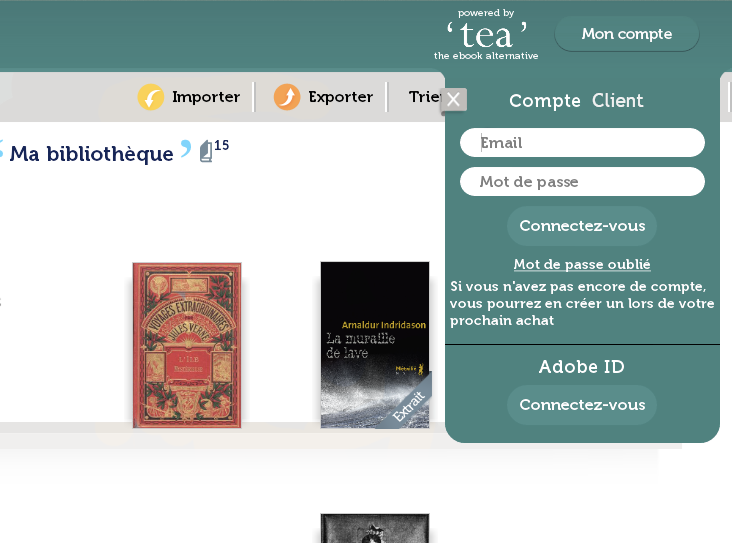 powered by
‘tea’
the ebook alternative
Mon compte
Importer
Exporter
Trier
X
Compte Client
Email
Mot de passe
Connectez-vous
Mot de passe oublié
Si vous n'avez pas encore de compte,
vous pourrez en créer un lors de votre
prochain achat
Adobe ID
Connectez-vous
Ma bibliothèque ’ 15
VOYAGES EXTRAORDINAIRES
PAR
JULES VERNE
Arnaldur Indridason
La muraille
de lave
Métailié
Extrait